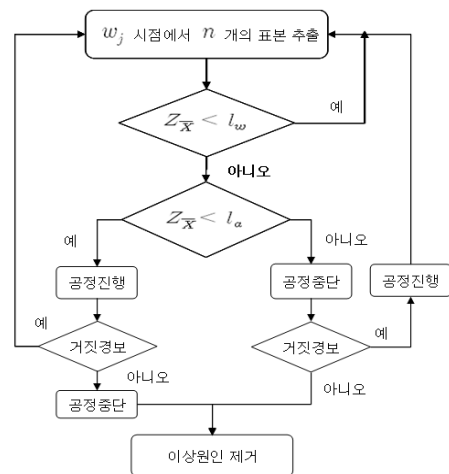 w_j 시점에서 n 개의 표본 추출
Z_X̅ < l_w
예
아니오
Z_X̅ < l_a
예
아니오
공정진행
공정중단
공정진행
예
거짓경보
거짓경보
예
아니오
아니오
공정중단
이상원인 제거